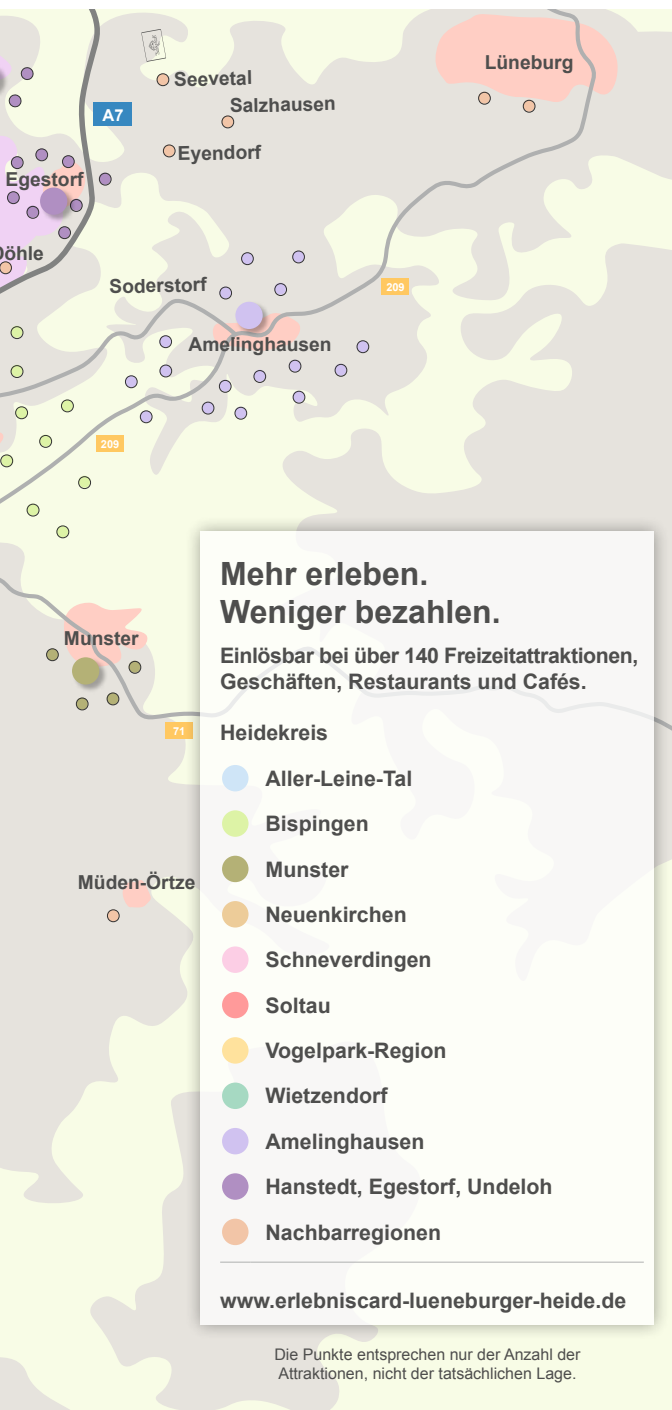 Lüneburg
Seevetal
Salzhausen
A7
Eyendorf
Egestorf
öhle
Soderstorf
209
Amelinghausen
209
Mehr erleben.
Weniger bezahlen.
Einlösbar bei über 140 Freizeitattraktionen,
Geschäften, Restaurants und Cafés.
Munster
71
Heidekreis
Aller-Leine-Tal
Bispingen
Munster
Müden-Örtze
Neuenkirchen
Schneverdingen
Soltau
Vogelpark-Region
Wietzendorf
Amelinghausen
Hanstedt, Egestorf, Undeloh
Nachbarregionen
www.erlebniscard-lueneburger-heide.de
Die Punkte entsprechen nur der Anzahl der
Attraktionen, nicht der tatsächlichen Lage.